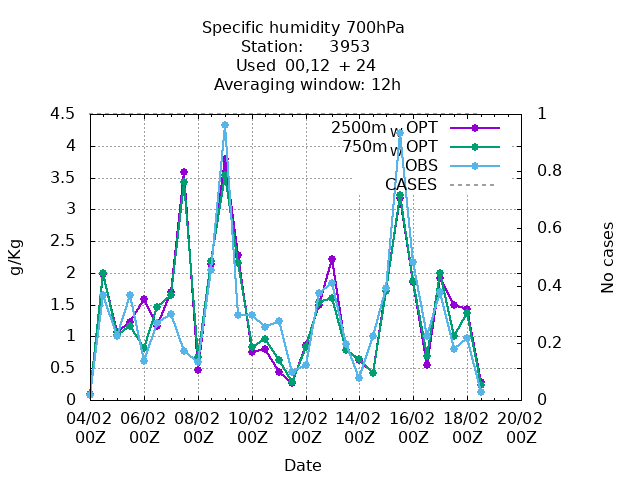 Specific humidity 700hPa
Station: 3953
Used 00,12 + 24
Averaging window: 12h
2500m w OPT
750m w OPT
OBS
CASES
g/Kg
4.5
4
3.5
3
2.5
2
1.5
1
0.5
0
No cases
1
0.8
0.6
0.4
0.2
0
04/02 06/02 08/02 10/02 12/02 14/02 16/02 18/02 20/02
00Z 00Z 00Z 00Z 00Z 00Z 00Z 00Z 00Z
Date